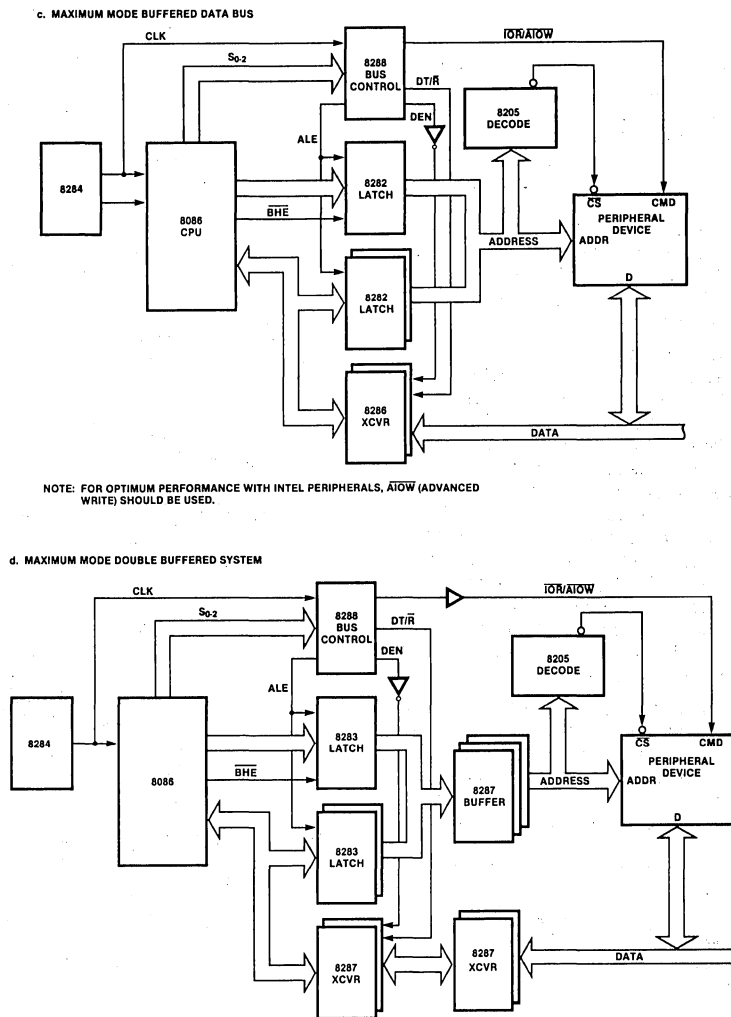 c. MAXIMUM MODE BUFFERED DATA BUS
CLK
S0-2
8288
BUS
CONTROL
IOR/AIOW
DT/R
DEN
8205
DECODE
ALE
8284
8086
CPU
BHE
8282
LATCH
CS
CMD
PERIPHERAL
DEVICE
ADDRESS
ADDR
D
8282
LATCH
8286
XCVR
DATA
NOTE: FOR OPTIMUM PERFORMANCE WITH INTEL PERIPHERALS, AIOW (ADVANCED
WRITE) SHOULD BE USED.
d. MAXIMUM MODE DOUBLE BUFFERED SYSTEM
CLK
S0-2
8288
BUS
CONTROL
IOR/AIOW
DT/R
DEN
8205
DECODE
ALE
8284
8086
BHE
8283
LATCH
CS
CMD
PERIPHERAL
DEVICE
8287
BUFFER
ADDRESS
ADDR
D
8283
LATCH
8287
XCVR
8287
XCVR
DATA